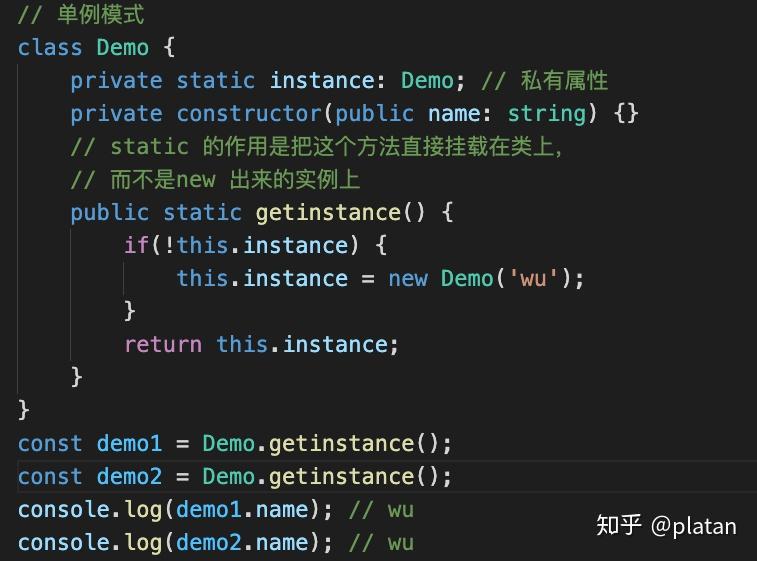 // 单例模式
class Demo {
    private static instance: Demo; // 私有属性
    private constructor(public name: string) {}
    // static 的作用是把这个方法直接挂载在类上,
    // 而不是new 出来的实例上
    public static getinstance() {
        if(!this.instance) {
            this.instance = new Demo('wu');
        }
        return this.instance;
    }
}
const demo1 = Demo.getinstance();
const demo2 = Demo.getinstance();
console.log(demo1.name); // wu
console.log(demo2.name); // wu
知乎 @platan